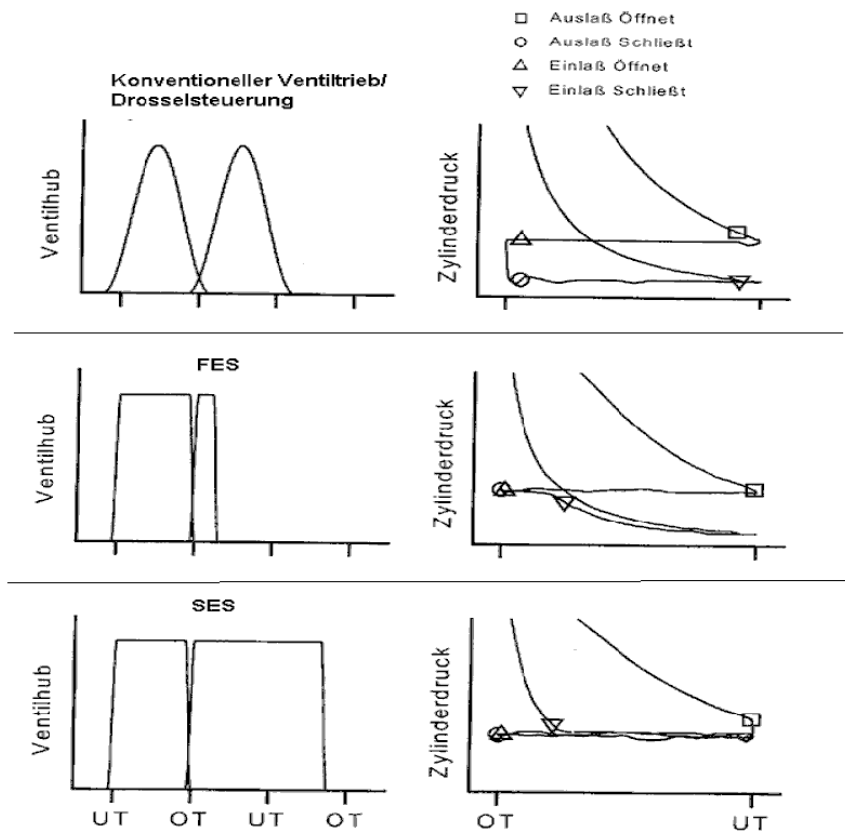 Auslaß Öffnet
Auslaß Schließt
Einlaß Öffnet
Einlaß Schließt
Konventioneller Ventiltrieb/
Drosselsteuerung
Ventilhub
Zylinderdruck
FES
Ventilhub
Zylinderdruck
SES
Ventilhub
Zylinderdruck
UT OT UT OT
OT UT